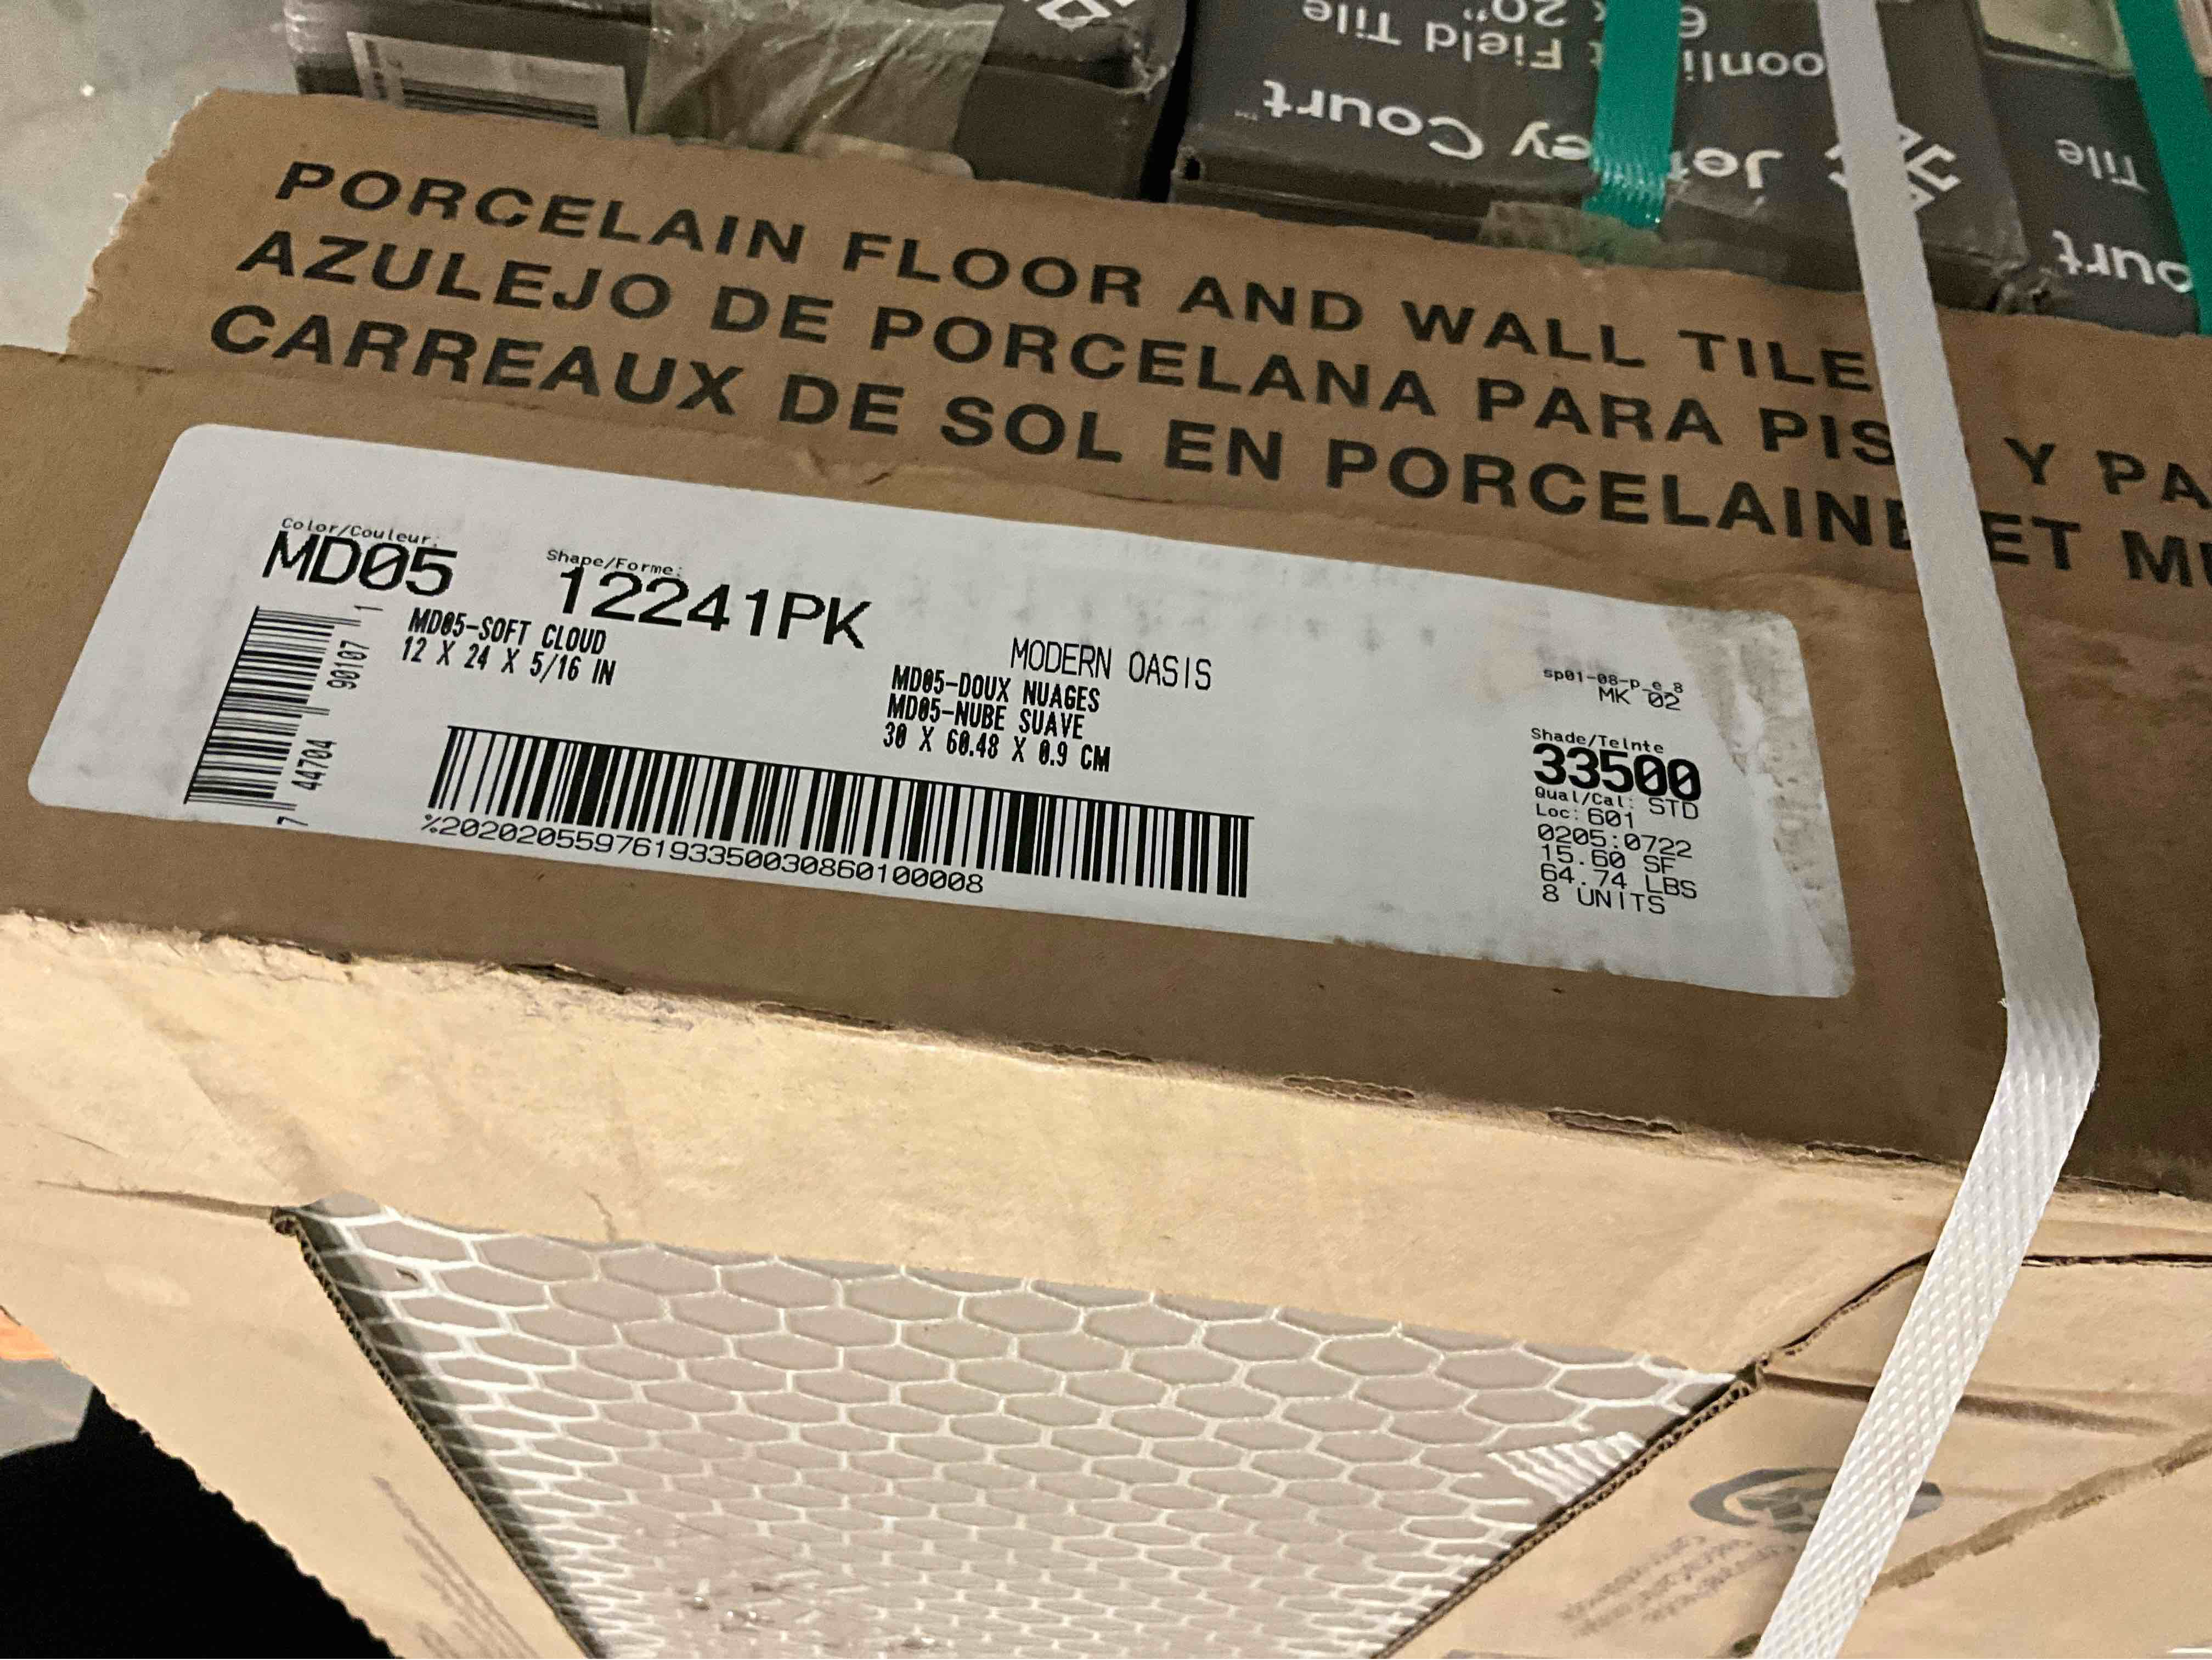 6 x 20"
Field Tile
Jeffrey Court™
Tile
ourt
PORCELAIN FLOOR AND WALL TILE
AZULEJO DE PORCELANA PARA PIS Y PA
CARREAUX DE SOL EN PORCELAINE ET M
Color/Couleur:
MD05
Shape/Forme:
12241PK
MD05-SOFT CLOUD
12 X 24 X 5/16 IN
MODERN OASIS
MD05-DOUX NUAGES
MD05-NUBE SUAVE
30 X 60.48 X 0.9 CM
7 44704 90107 1
%20202055976193350030860100008
sp01-08-p_e_8
MK 02
Shade/Teinte
33500
Qual/Cal: STD
Loc: 601
0205:0722
15.60 SF
64.74 LBS
8 UNITS